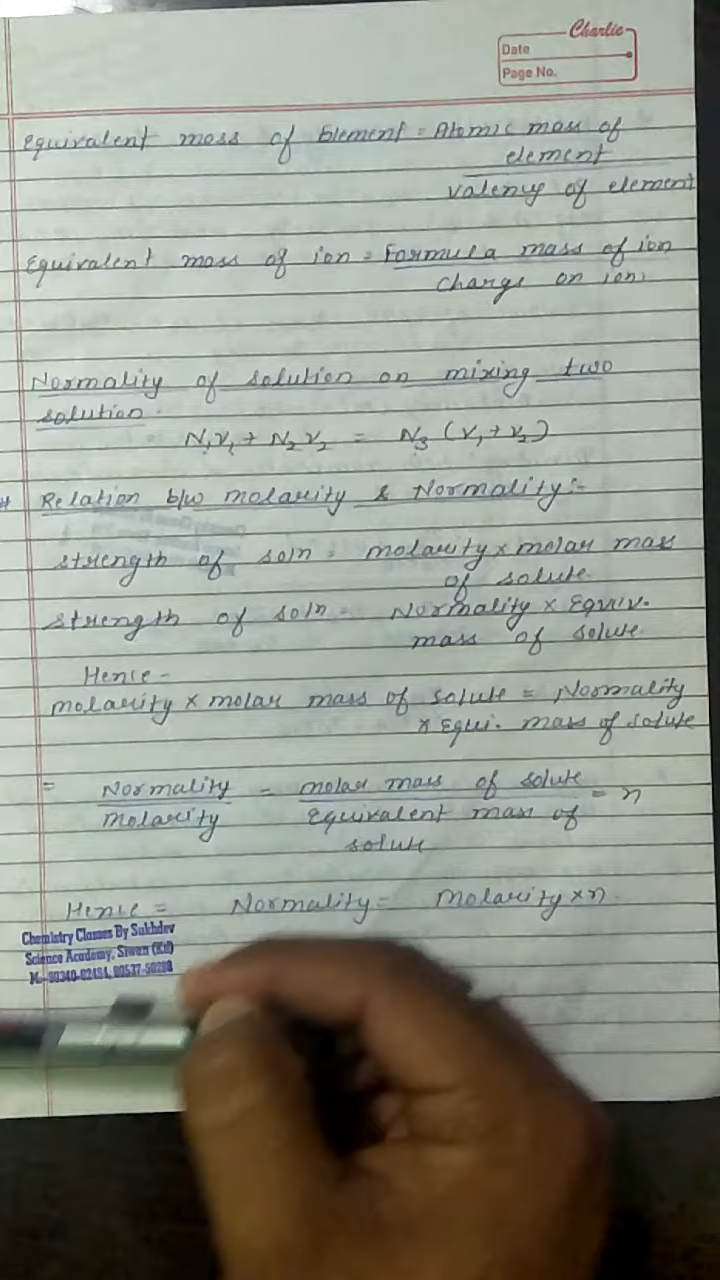 Charlie
Date
Page No.
Equivalent mass of Element = Atomic mass of
element
valency of element
Equivalent mass of ion = Formula mass of ion
charge on ion.
Normality of solution on mixing two
solution.
N₁V₁ + N₂V₂ = N₃ (V₁ + V₂)
Relation b/w molarity & Normality:-
strength of soln = molarity x molar mass
of solute.
strength of soln = Normality x Equiv.
mass of solute
Hence -
molarity x molar mass of solute = Normality
x Equi. mass of solute
= Normality = molar mass of solute = n
molarity Equivalent mass of
solute
Hence = Normality = molarity x n.
Chemistry Classes By Sukhdev
Science Academy, Siwan (Ktl)